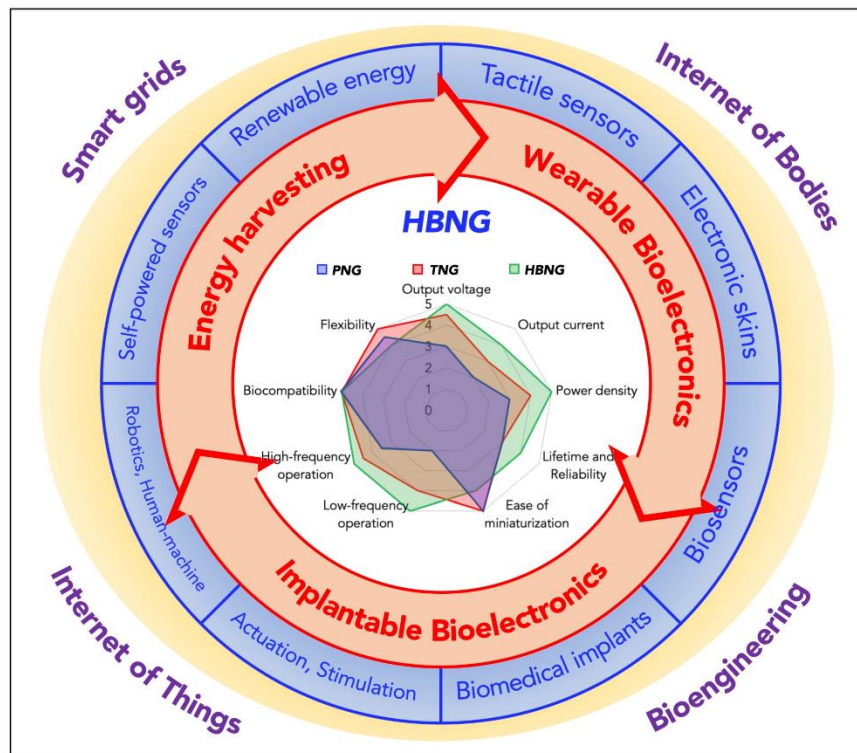 Smart grids
Internet of Bodies
Renewable energy
Tactile sensors
Self-powered sensors
Electronic skins
Energy harvesting
Wearable Bioelectronics
HBNG
PNG
TNG
HBNG
Output voltage
Flexibility
Output current
Biocompatibility
Power density
High-frequency
operation
Lifetime and
Reliability
Low-frequency
operation
Ease of
miniaturization
5
4
3
2
1
0
Robotics, Human-machine
Biosensors
Implantable Bioelectronics
Actuation, Stimulation
Biomedical implants
Internet of Things
Bioengineering